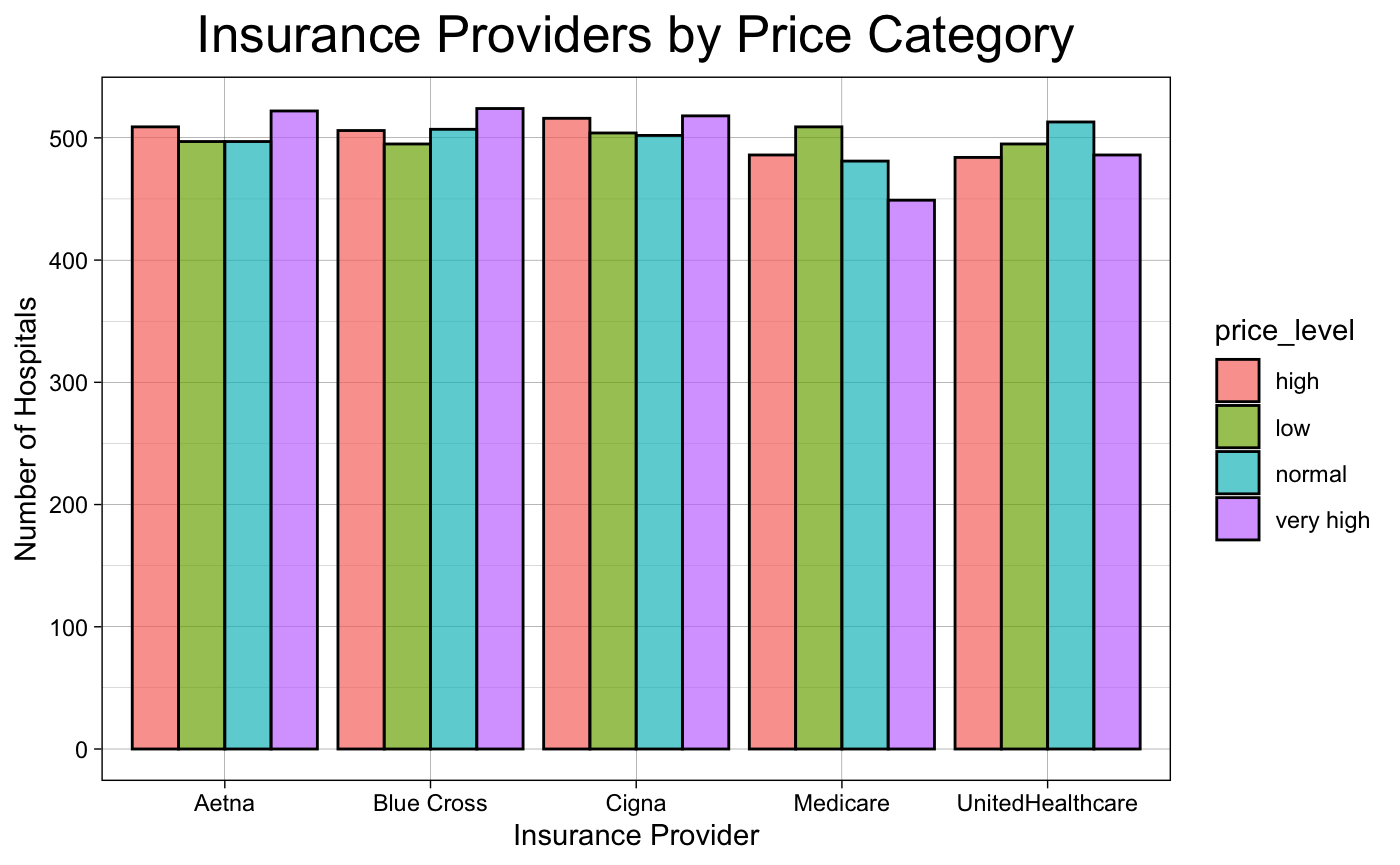 Insurance Providers by Price Category
Number of Hospitals
500
400
300
200
100
0
Aetna
Blue Cross
Cigna
Medicare
UnitedHealthcare
Insurance Provider
price_level
high
low
normal
very high